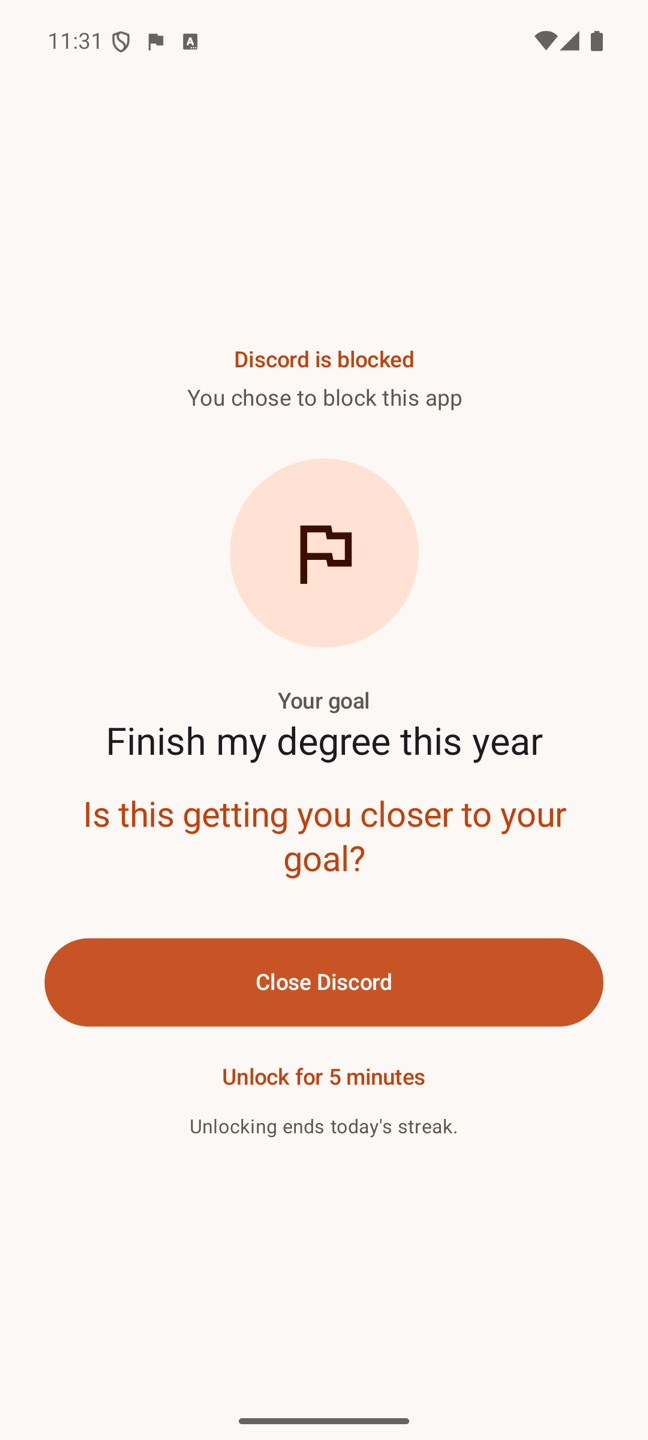 11:31
Discord is blocked
You chose to block this app
Your goal
Finish my degree this year
Is this getting you closer to your
goal?
Close Discord
Unlock for 5 minutes
Unlocking ends today's streak.